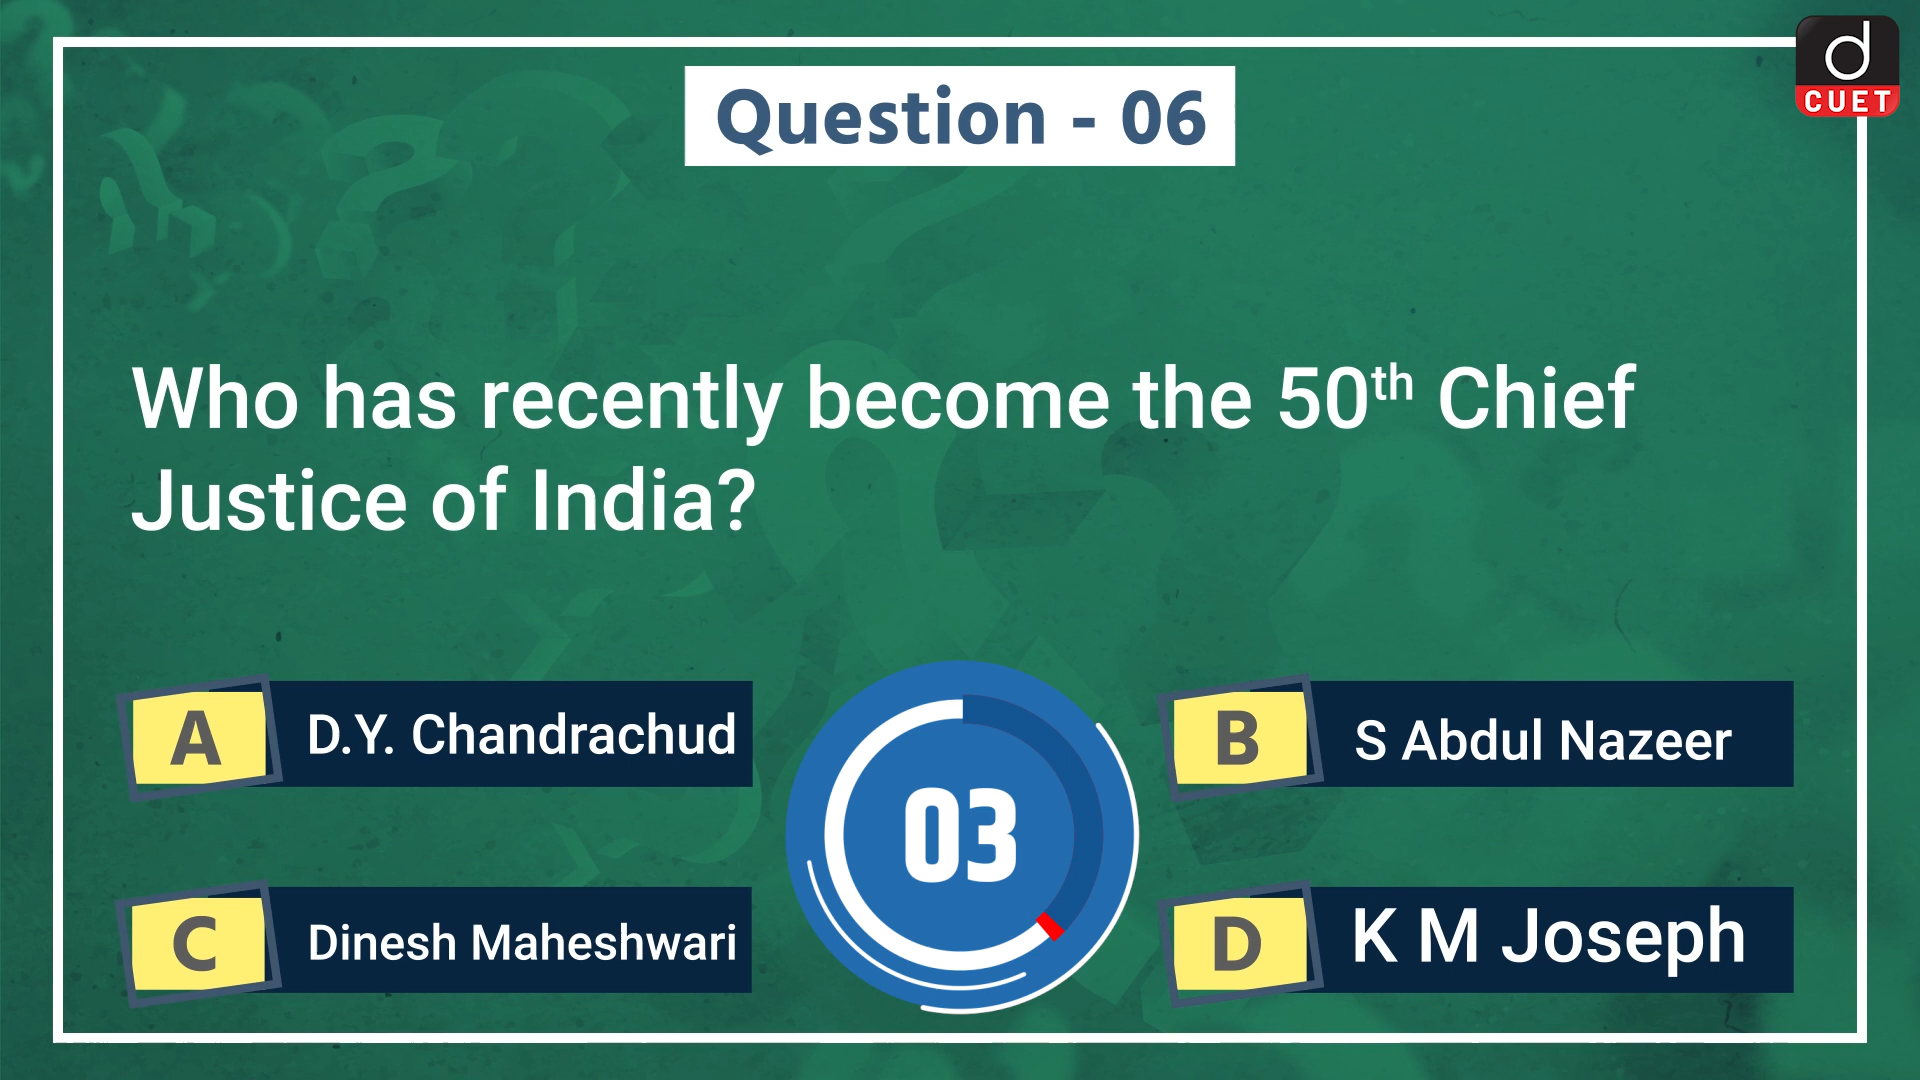 d
CUET
Question - 06
Who has recently become the 50th Chief
Justice of India?
A D.Y. Chandrachud
B S Abdul Nazeer
03
C Dinesh Maheshwari
D K M Joseph